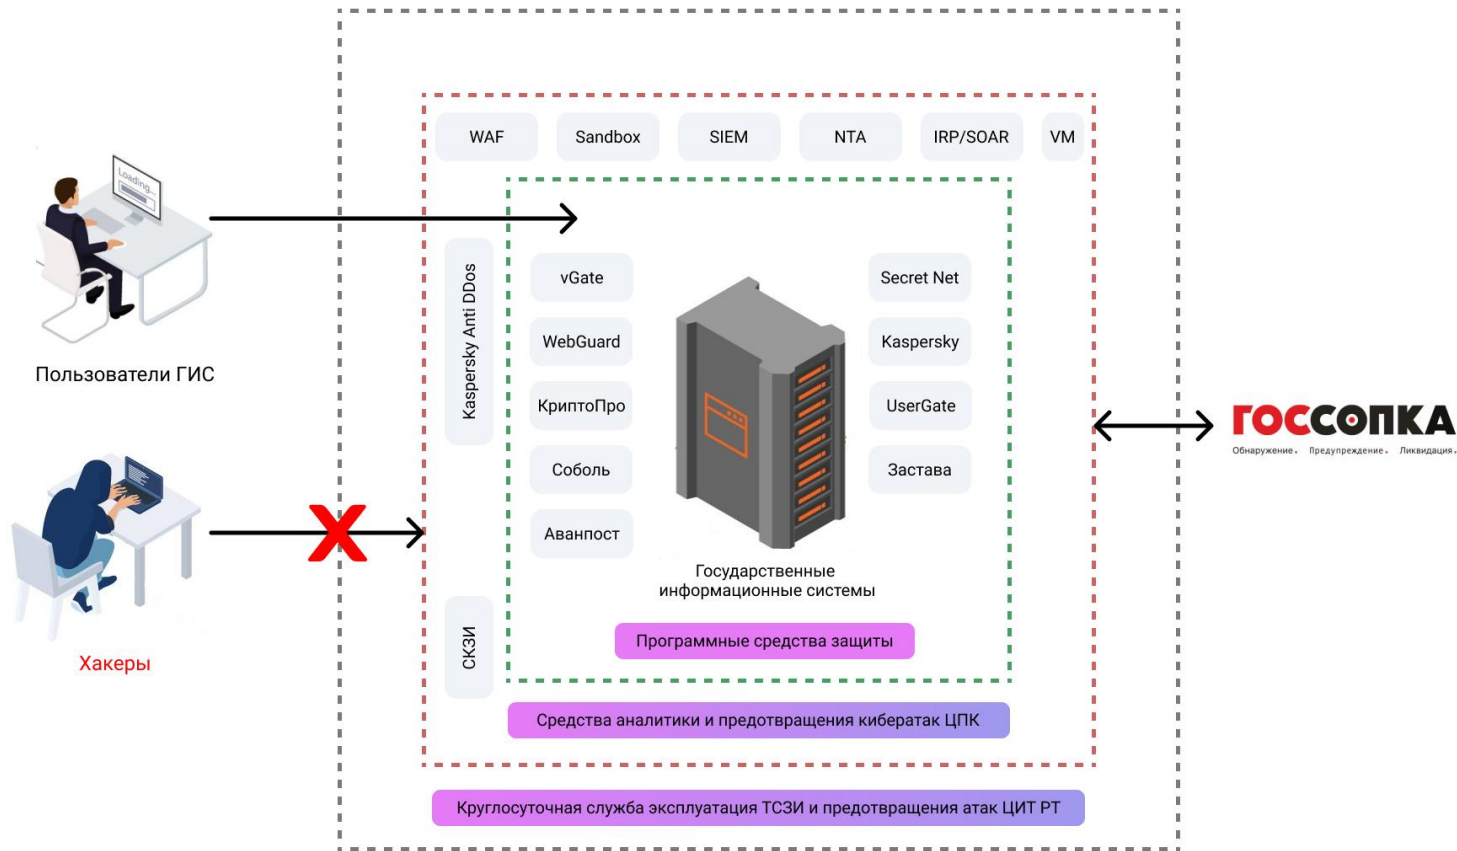 WAF
Sandbox
SIEM
NTA
IRP/SOAR
VM
Loading...
Kaspersky Anti DDos
vGate
Secret Net
WebGuard
Kaspersky
Пользователи ГИС
КриптоПро
UserGate
ГОССОПКА
Обнаружение. Предупреждение. Ликвидация.
Соболь
Застава
Аванпост
Государственные
информационные системы
СКЗИ
Программные средства защиты
Хакеры
Средства аналитики и предотвращения кибератак ЦПК
Круглосуточная служба эксплуатация ТСЗИ и предотвращения атак ЦИТ РТ